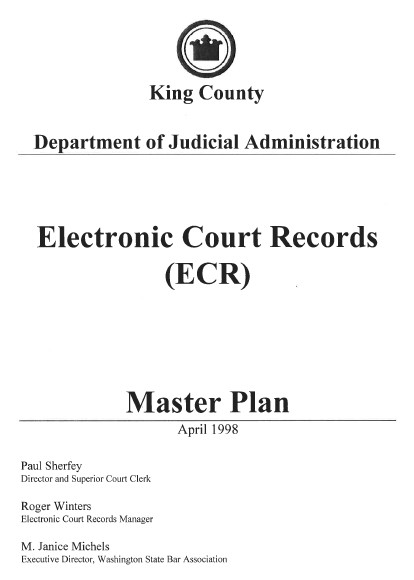 King County
Department of Judicial Administration
Electronic Court Records
(ECR)
Master Plan
April 1998
Paul Sherfey
Director and Superior Court Clerk
Roger Winters
Electronic Court Records Manager
M. Janice Michels
Executive Director, Washington State Bar Association